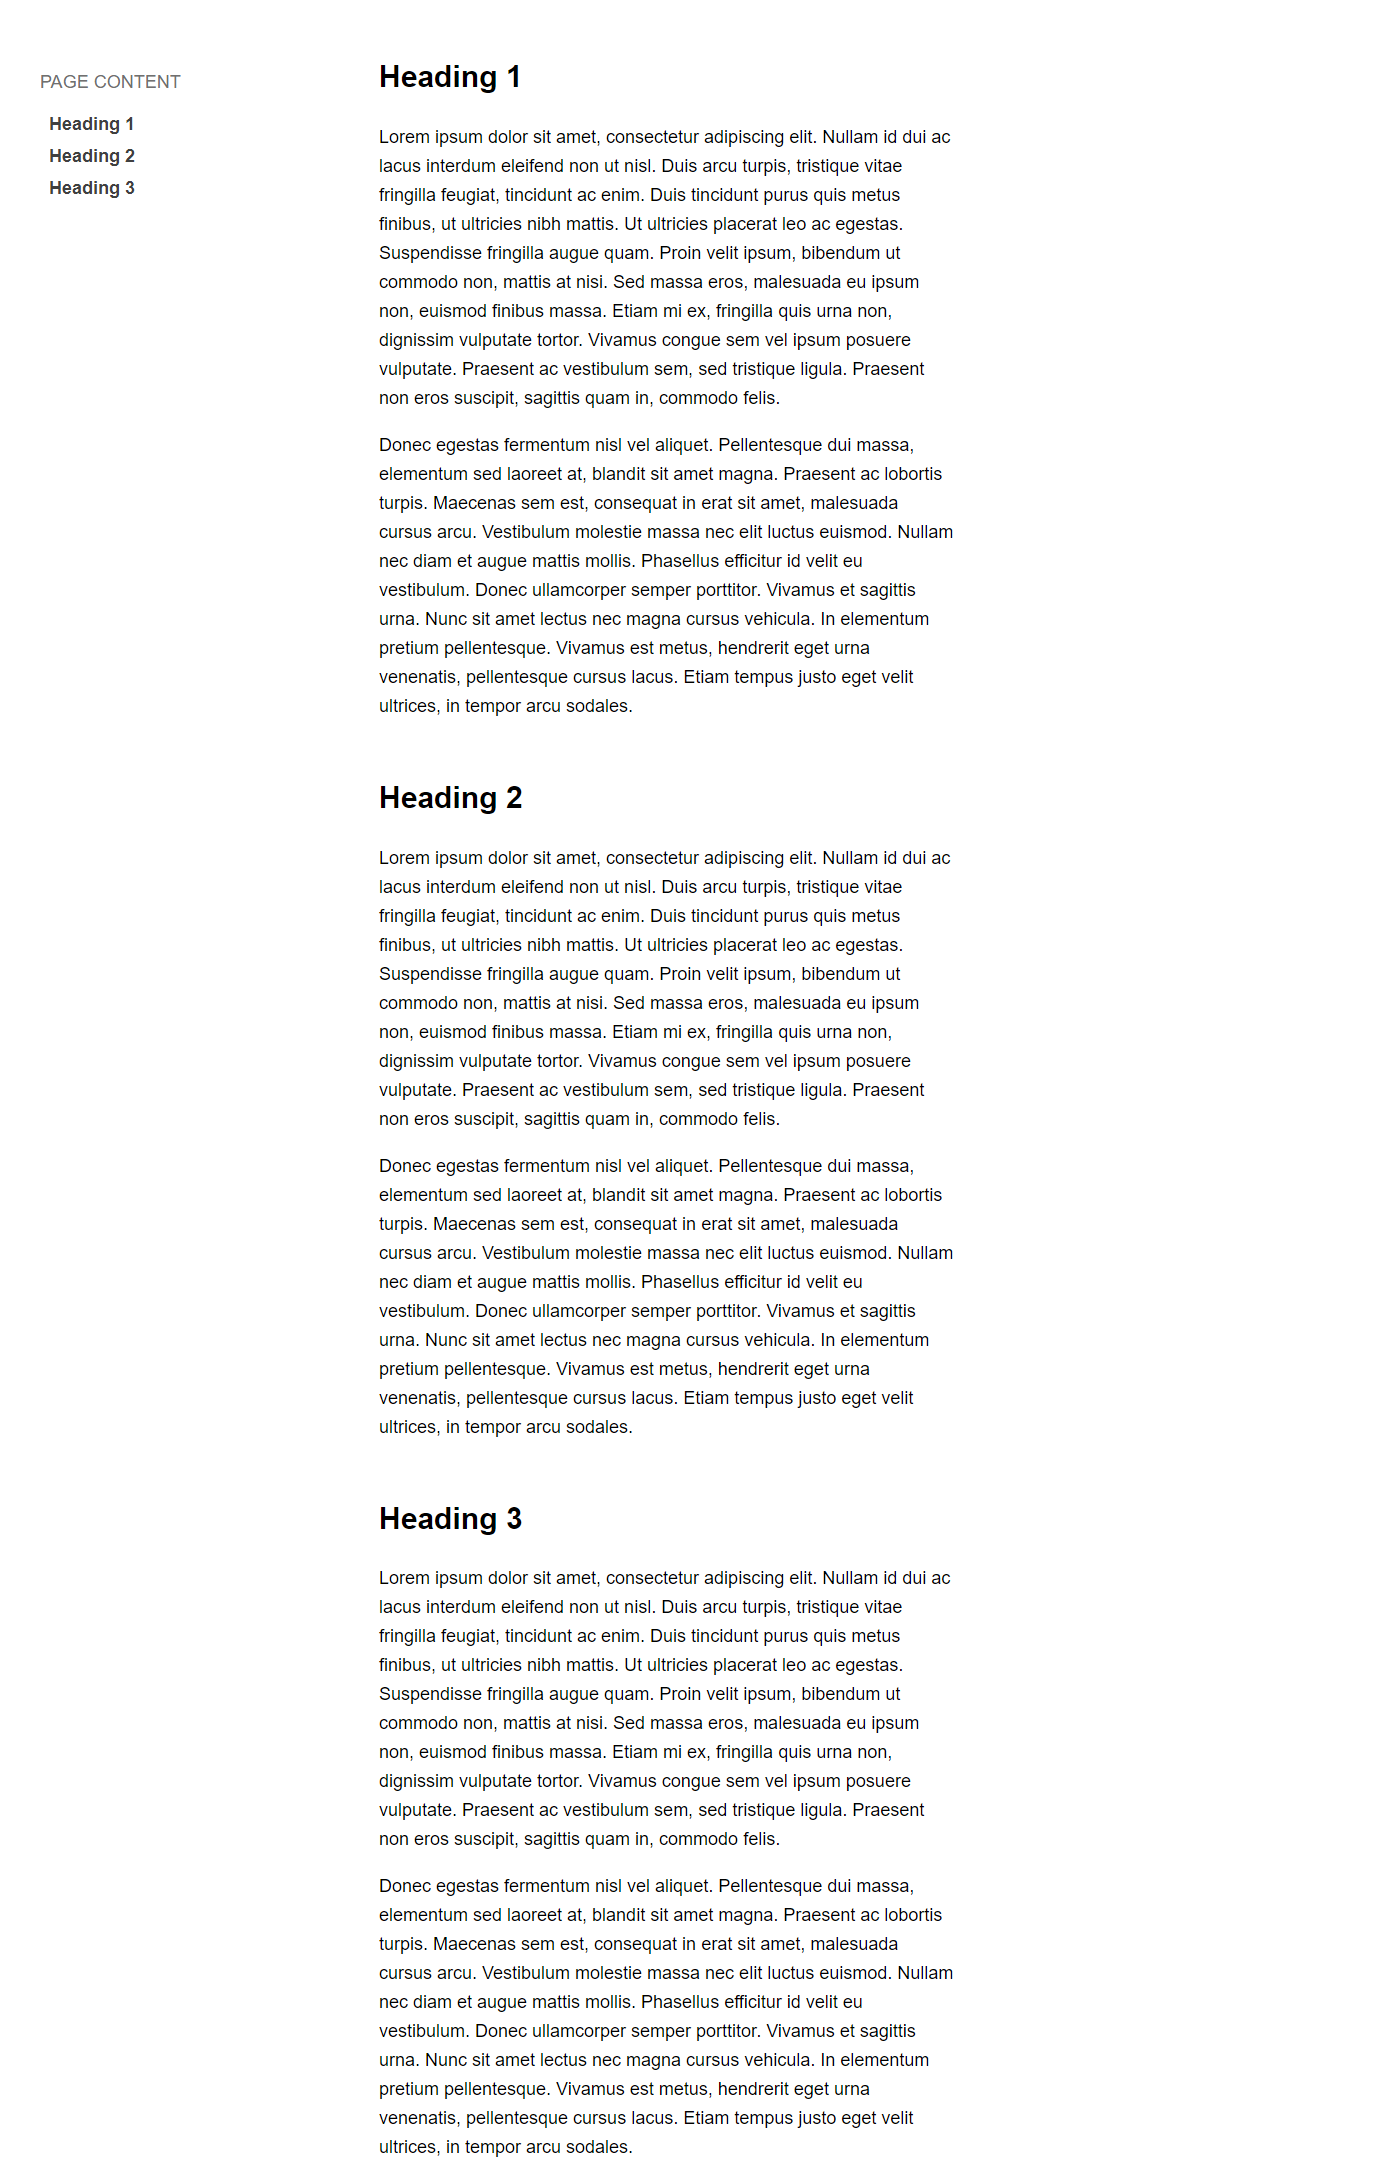 PAGE CONTENT
Heading 1
Heading 2
Heading 3
Heading 1
Lorem ipsum dolor sit amet, consectetur adipiscing elit. Nullam id dui ac
lacus interdum eleifend non ut nisl. Duis arcu turpis, tristique vitae
fringilla feugiat, tincidunt ac enim. Duis tincidunt purus quis metus
finibus, ut ultricies nibh mattis. Ut ultricies placerat leo ac egestas.
Suspendisse fringilla augue quam. Proin velit ipsum, bibendum ut
commodo non, mattis at nisi. Sed massa eros, malesuada eu ipsum
non, euismod finibus massa. Etiam mi ex, fringilla quis urna non,
dignissim vulputate tortor. Vivamus congue sem vel ipsum posuere
vulputate. Praesent ac vestibulum sem, sed tristique ligula. Praesent
non eros suscipit, sagittis quam in, commodo felis.
Donec egestas fermentum nisl vel aliquet. Pellentesque dui massa,
elementum sed laoreet at, blandit sit amet magna. Praesent ac lobortis
turpis. Maecenas sem est, consequat in erat sit amet, malesuada
cursus arcu. Vestibulum molestie massa nec elit luctus euismod. Nullam
nec diam et augue mattis mollis. Phasellus efficitur id velit eu
vestibulum. Donec ullamcorper semper porttitor. Vivamus et sagittis
urna. Nunc sit amet lectus nec magna cursus vehicula. In elementum
pretium pellentesque. Vivamus est metus, hendrerit eget urna
venenatis, pellentesque cursus lacus. Etiam tempus justo eget velit
ultrices, in tempor arcu sodales.
Heading 2
Lorem ipsum dolor sit amet, consectetur adipiscing elit. Nullam id dui ac
lacus interdum eleifend non ut nisl. Duis arcu turpis, tristique vitae
fringilla feugiat, tincidunt ac enim. Duis tincidunt purus quis metus
finibus, ut ultricies nibh mattis. Ut ultricies placerat leo ac egestas.
Suspendisse fringilla augue quam. Proin velit ipsum, bibendum ut
commodo non, mattis at nisi. Sed massa eros, malesuada eu ipsum
non, euismod finibus massa. Etiam mi ex, fringilla quis urna non,
dignissim vulputate tortor. Vivamus congue sem vel ipsum posuere
vulputate. Praesent ac vestibulum sem, sed tristique ligula. Praesent
non eros suscipit, sagittis quam in, commodo felis.
Donec egestas fermentum nisl vel aliquet. Pellentesque dui massa,
elementum sed laoreet at, blandit sit amet magna. Praesent ac lobortis
turpis. Maecenas sem est, consequat in erat sit amet, malesuada
cursus arcu. Vestibulum molestie massa nec elit luctus euismod. Nullam
nec diam et augue mattis mollis. Phasellus efficitur id velit eu
vestibulum. Donec ullamcorper semper porttitor. Vivamus et sagittis
urna. Nunc sit amet lectus nec magna cursus vehicula. In elementum
pretium pellentesque. Vivamus est metus, hendrerit eget urna
venenatis, pellentesque cursus lacus. Etiam tempus justo eget velit
ultrices, in tempor arcu sodales.
Heading 3
Lorem ipsum dolor sit amet, consectetur adipiscing elit. Nullam id dui ac
lacus interdum eleifend non ut nisl. Duis arcu turpis, tristique vitae
fringilla feugiat, tincidunt ac enim. Duis tincidunt purus quis metus
finibus, ut ultricies nibh mattis. Ut ultricies placerat leo ac egestas.
Suspendisse fringilla augue quam. Proin velit ipsum, bibendum ut
commodo non, mattis at nisi. Sed massa eros, malesuada eu ipsum
non, euismod finibus massa. Etiam mi ex, fringilla quis urna non,
dignissim vulputate tortor. Vivamus congue sem vel ipsum posuere
vulputate. Praesent ac vestibulum sem, sed tristique ligula. Praesent
non eros suscipit, sagittis quam in, commodo felis.
Donec egestas fermentum nisl vel aliquet. Pellentesque dui massa,
elementum sed laoreet at, blandit sit amet magna. Praesent ac lobortis
turpis. Maecenas sem est, consequat in erat sit amet, malesuada
cursus arcu. Vestibulum molestie massa nec elit luctus euismod. Nullam
nec diam et augue mattis mollis. Phasellus efficitur id velit eu
vestibulum. Donec ullamcorper semper porttitor. Vivamus et sagittis
urna. Nunc sit amet lectus nec magna cursus vehicula. In elementum
pretium pellentesque. Vivamus est metus, hendrerit eget urna
venenatis, pellentesque cursus lacus. Etiam tempus justo eget velit
ultrices, in tempor arcu sodales.